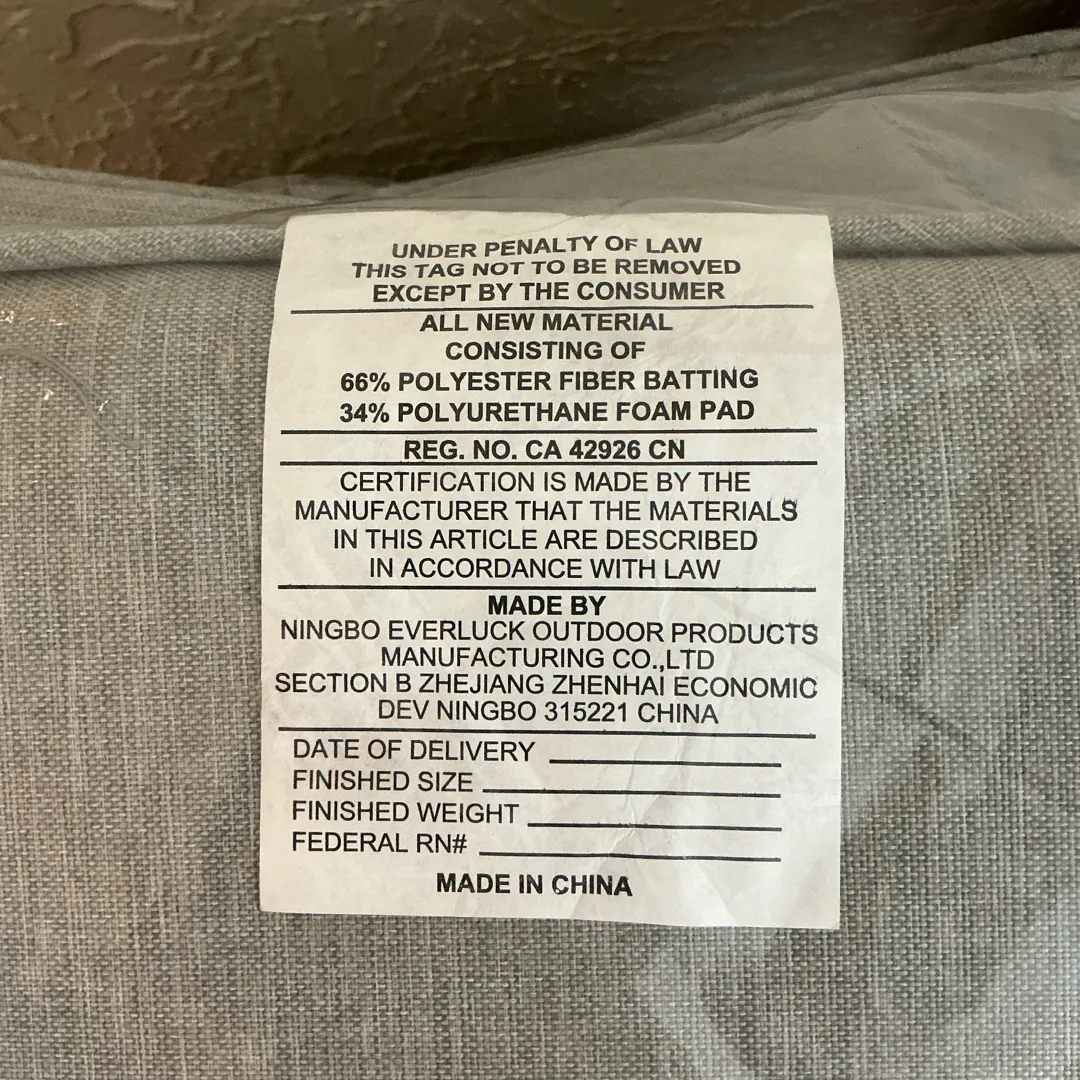 UNDER PENALTY OF LAW
THIS TAG NOT TO BE REMOVED
EXCEPT BY THE CONSUMER
ALL NEW MATERIAL
CONSISTING OF
66% POLYESTER FIBER BATTING
34% POLYURETHANE FOAM PAD
REG. NO. CA 42926 CN
CERTIFICATION IS MADE BY THE
MANUFACTURER THAT THE MATERIALS
IN THIS ARTICLE ARE DESCRIBED
IN ACCORDANCE WITH LAW
MADE BY
NINGBO EVERLUCK OUTDOOR PRODUCTS
MANUFACTURING CO.,LTD
SECTION B ZHEJIANG ZHENHAI ECONOMIC
DEV NINGBO 315221 CHINA
DATE OF DELIVERY
FINISHED SIZE
FINISHED WEIGHT
FEDERAL RN#
MADE IN CHINA